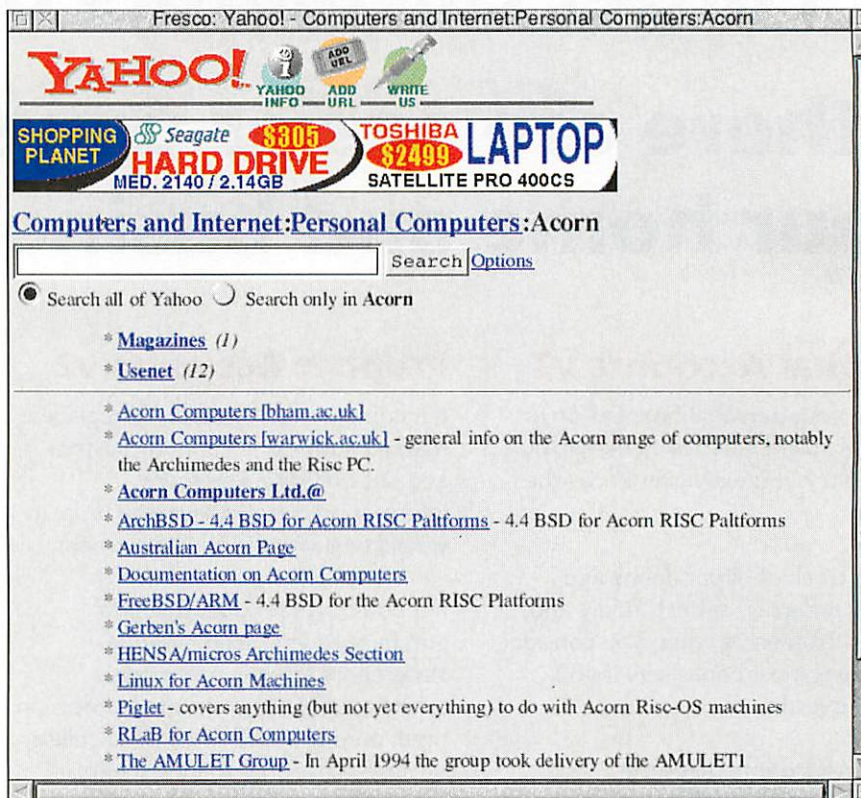 Fresco: Yahoo! - Computers and Internet:Personal Computers:Acorn
YAHOO!
YAHOO INFO
ADD URL
ADD URL
WRITE US
SHOPPING PLANET
Seagate $305
HARD DRIVE
MED. 2140 / 2.14GB
TOSHIBA
$2499
LAPTOP
SATELLITE PRO 400CS
Computers and Internet:Personal Computers:Acorn
Search Options
Search all of Yahoo Search only in Acorn
* Magazines (1)
* Usenet (12)
* Acorn Computers [bham.ac.uk]
* Acorn Computers [warwick.ac.uk] - general info on the Acorn range of computers, notably
the Archimedes and the Risc PC.
* Acorn Computers Ltd.@
* ArchBSD - 4.4 BSD for Acorn RISC Paltforms - 4.4 BSD for Acorn RISC Paltforms
* Australian Acorn Page
* Documentation on Acorn Computers
* FreeBSD/ARM - 4.4 BSD for the Acorn RISC Platforms
* Gerben's Acorn page
* HENSA/micros Archimedes Section
* Linux for Acorn Machines
* Piglet - covers anything (but not yet everything) to do with Acorn Risc-OS machines
* RLaB for Acorn Computers
* The AMULET Group - In April 1994 the group took delivery of the AMULET1